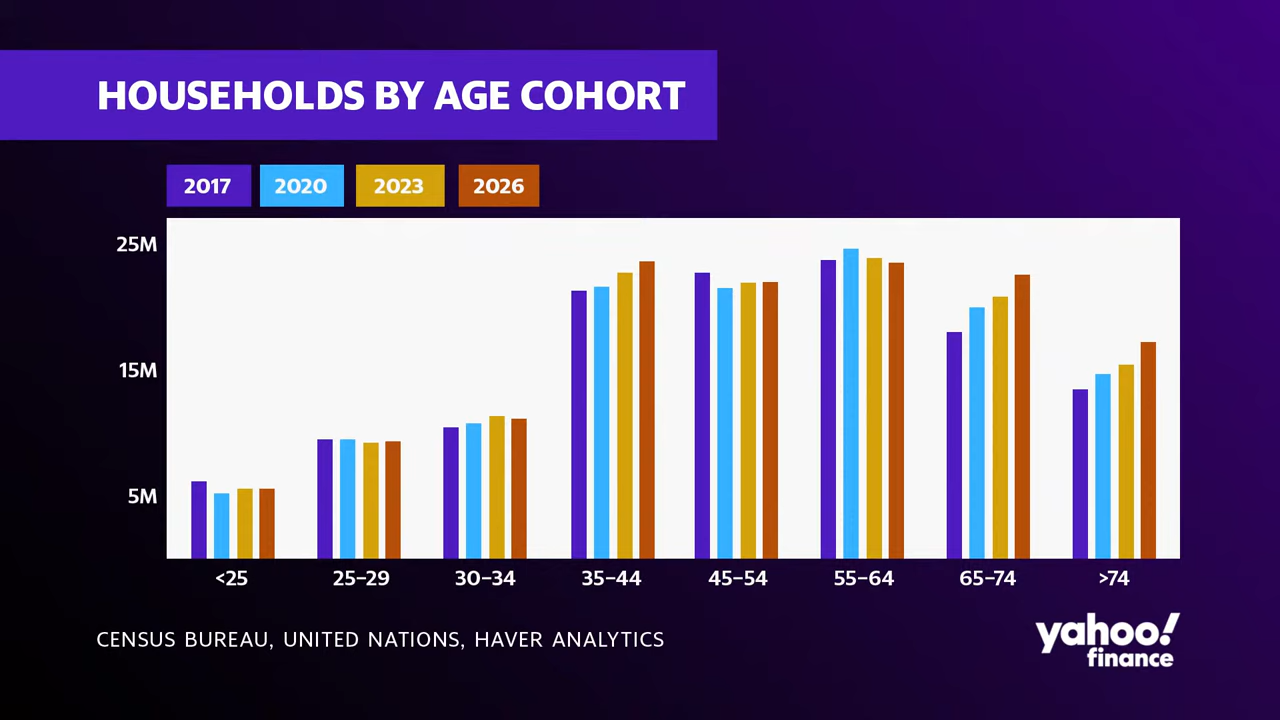 HOUSEHOLDS BY AGE COHORT
2017 2020 2023 2026
25M
15M
5M
<25 25–29 30–34 35–44 45–54 55–64 65–74 >74
CENSUS BUREAU, UNITED NATIONS, HAVER ANALYTICS
yahoo!
finance